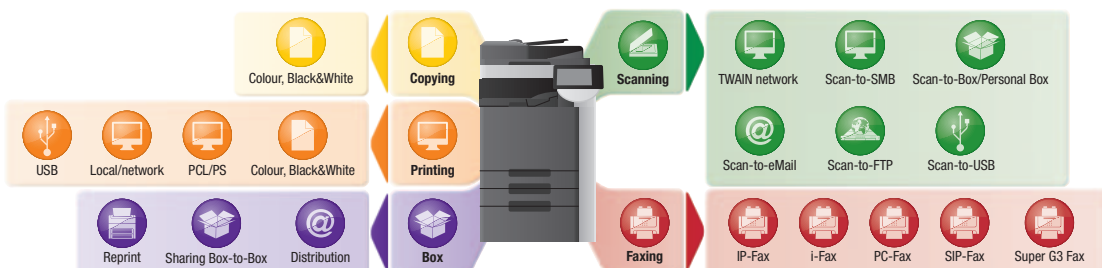 Colour, Black&White
Copying
Scanning
TWAIN network
Scan-to-SMB
Scan-to-Box/Personal Box
USB
Local/network
PCL/PS
Colour, Black&White
Printing
Scan-to-eMail
Scan-to-FTP
Scan-to-USB
Reprint
Sharing Box-to-Box
Distribution
Box
Faxing
IP-Fax
i-Fax
PC-Fax
SIP-Fax
Super G3 Fax